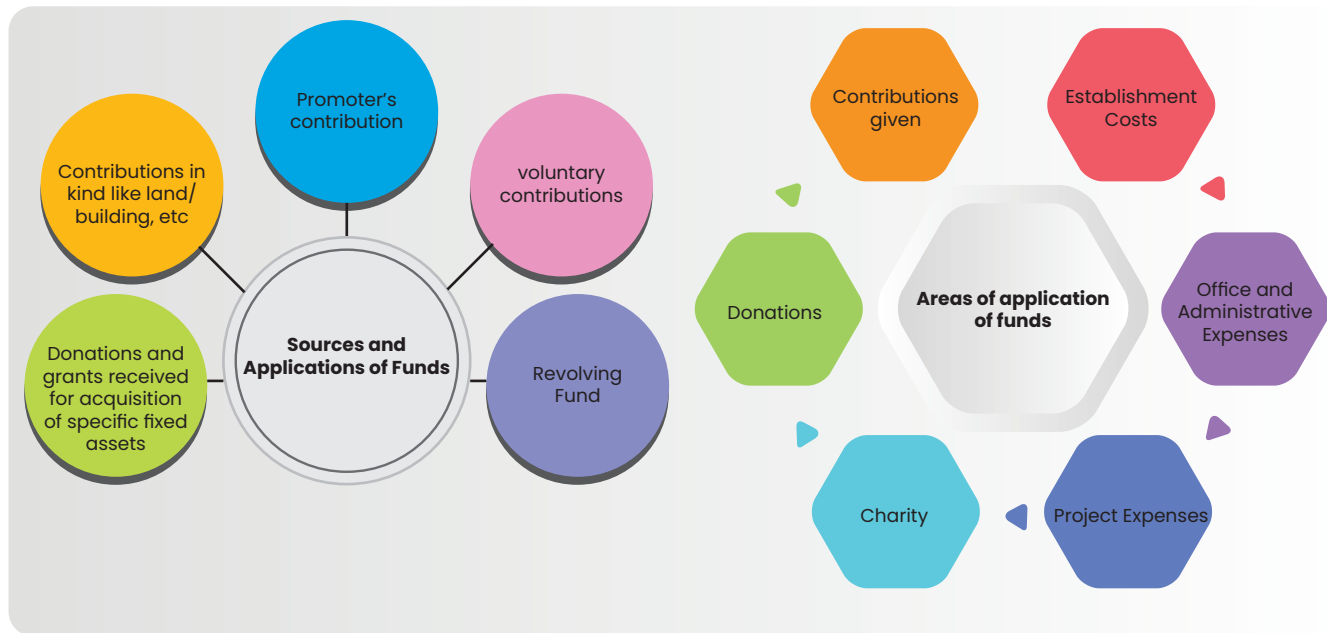 Promoter's
contribution
Contributions in
kind like land/
building, etc
voluntary
contributions
Donations and
grants received
for acquisition
of specific fixed
assets
Sources and
Applications of Funds
Revolving
Fund
Contributions
given
Establishment
Costs
Donations
Areas of application
of funds
Office and
Administrative
Expenses
Charity
Project Expenses